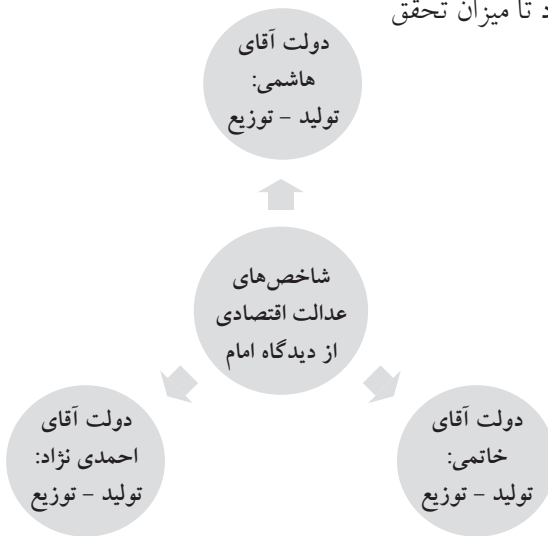 د تا میزان تحقق
دولت آقای
هاشمی:
تولید - توزیع
شاخص‌های
عدالت اقتصادی
از دیدگاه امام
دولت آقای
خاتمی:
تولید - توزیع
دولت آقای
احمدی نژاد:
تولید - توزیع